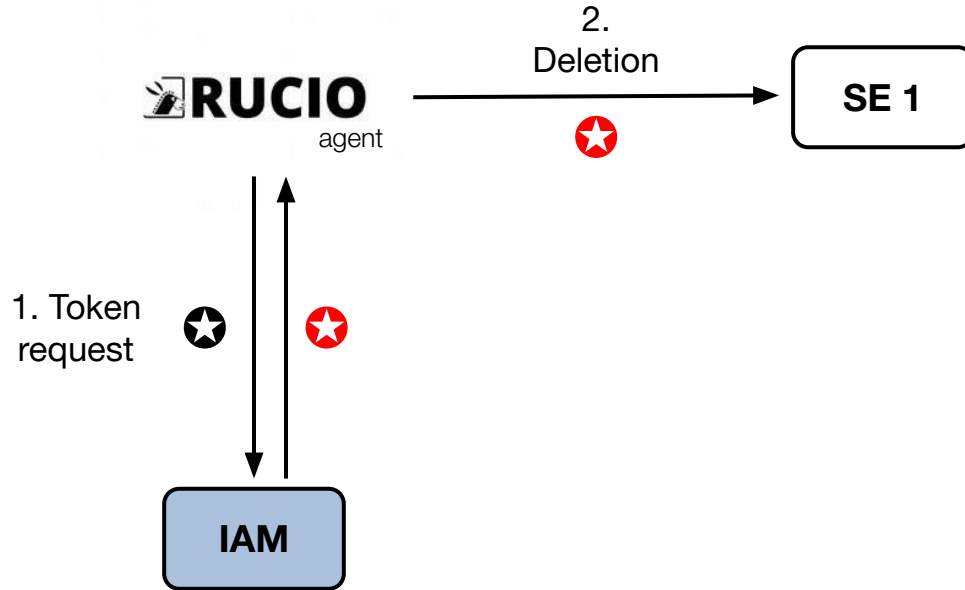 2.
Deletion
RUCIO
agent
SE 1
1. Token
request
IAM